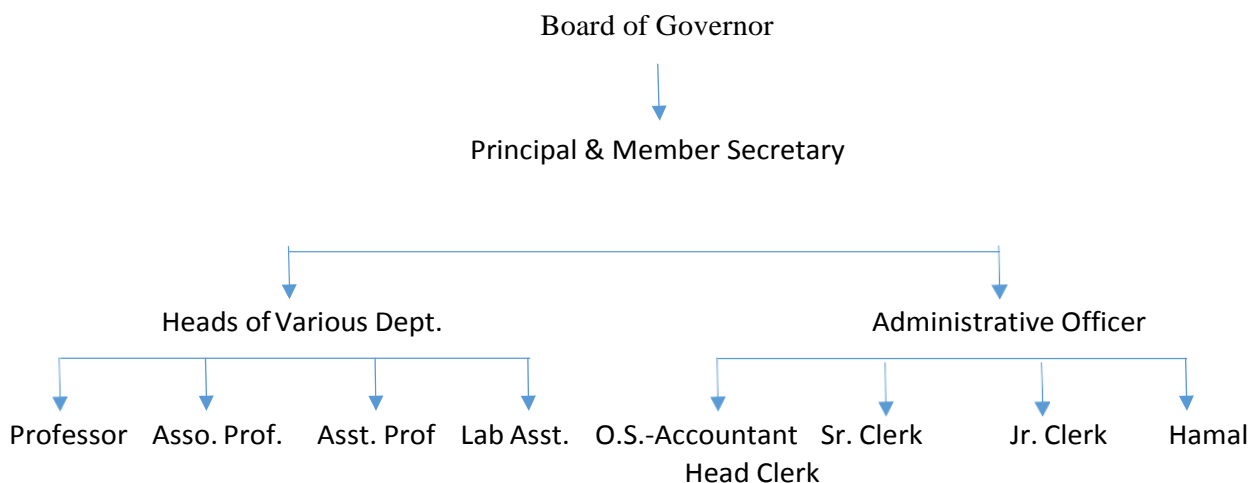 Board of Governor
Principal & Member Secretary
Heads of Various Dept.
Administrative Officer
Professor
Asso. Prof.
Asst. Prof
Lab Asst.
O.S.-Accountant
Head Clerk
Sr. Clerk
Jr. Clerk
Hamal